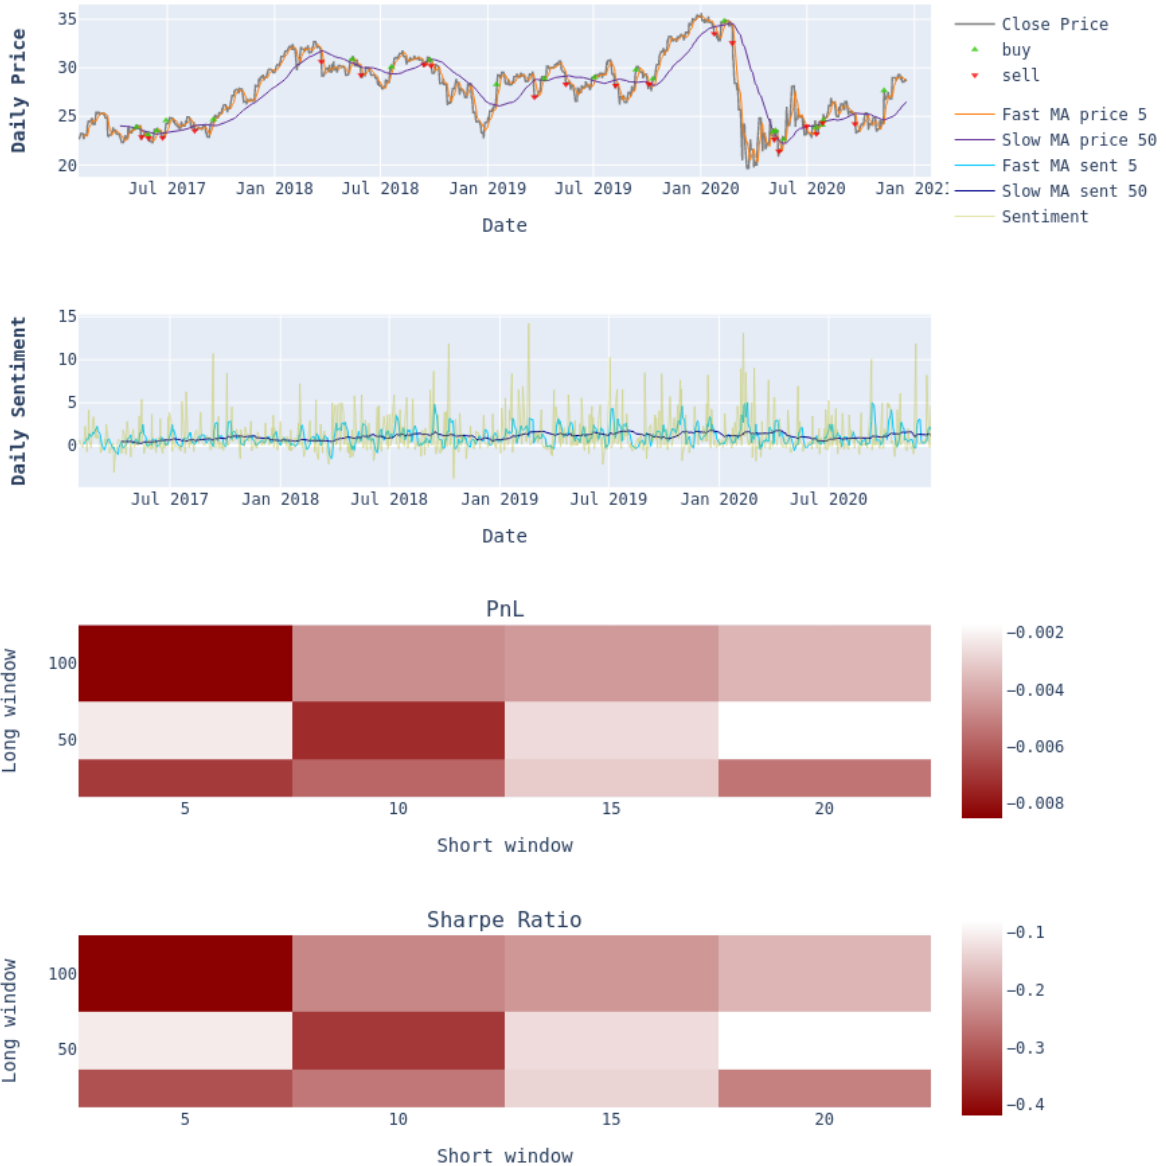 Daily Price
35
30
25
20
Jul 2017 Jan 2018 Jul 2018 Jan 2019 Jul 2019 Jan 2020 Jul 2020 Jan 2021
Date
Close Price
buy
sell
Fast MA price 5
Slow MA price 50
Fast MA sent 5
Slow MA sent 50
Sentiment
Daily Sentiment
15
10
5
0
Jul 2017 Jan 2018 Jul 2018 Jan 2019 Jul 2019 Jan 2020 Jul 2020
Date
PnL
Long window
100
50
5 10 15 20
Short window
−0.002
−0.004
−0.006
−0.008
Sharpe Ratio
Long window
100
50
5 10 15 20
Short window
−0.1
−0.2
−0.3
−0.4